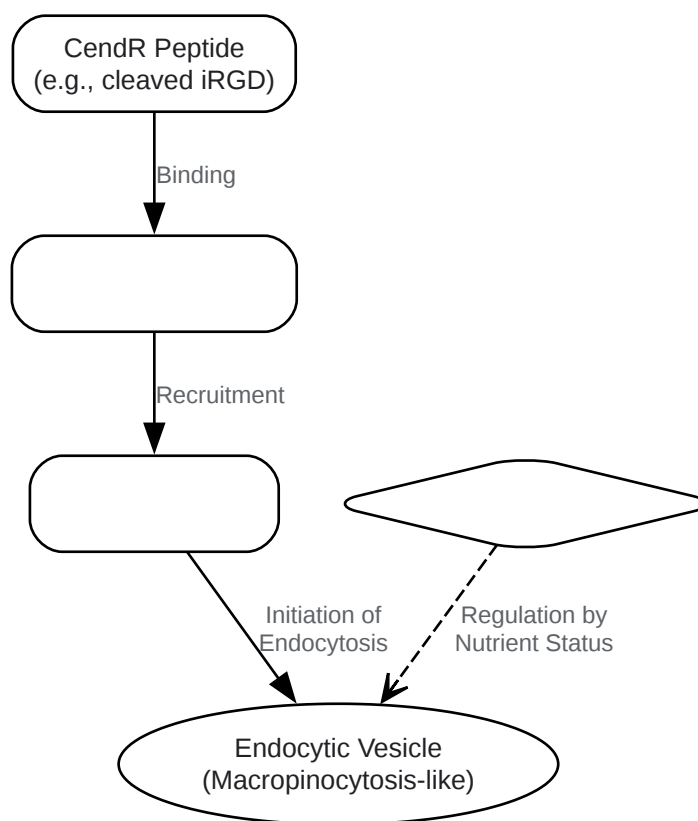 CendR Peptide
(e.g., cleaved iRGD)
Binding
Recruitment
Initiation of
Endocytosis
Regulation by
Nutrient Status
Endocytic Vesicle
(Macropinocytosis-like)